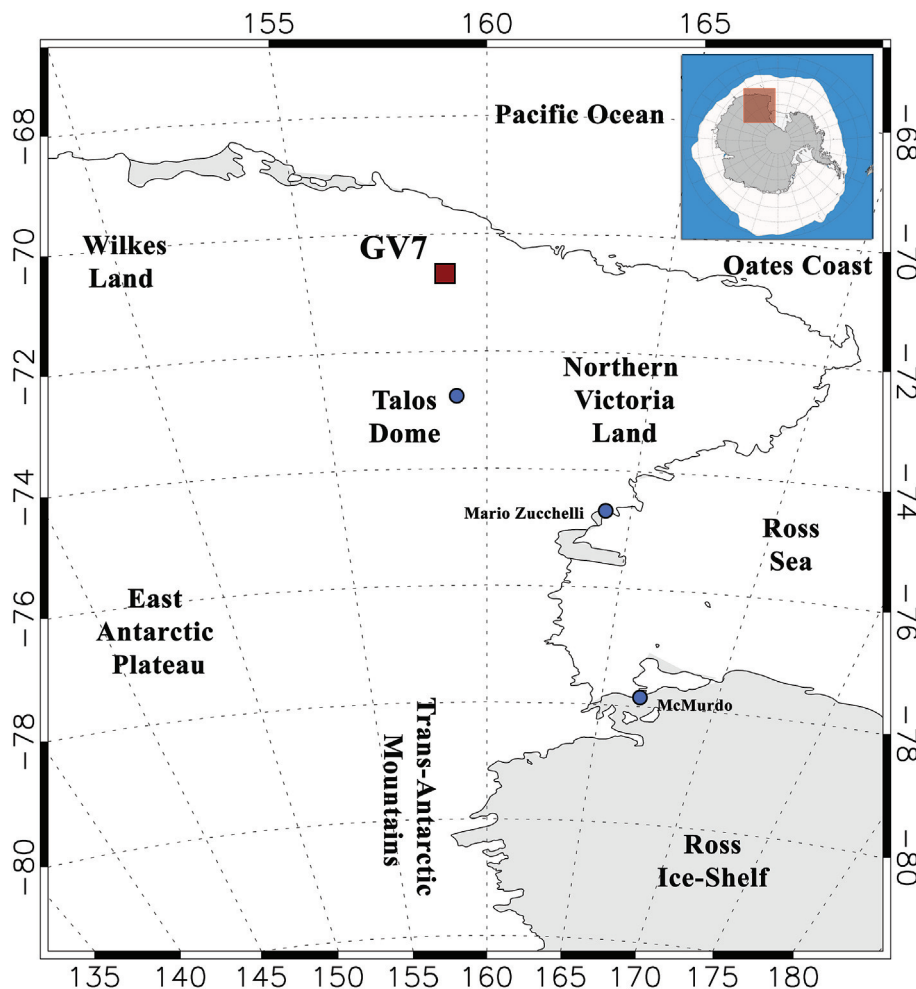 155
160
165
Pacific Ocean
−68
−68
Wilkes
Land
GV7
−70
−70
Oates Coast
−72
−72
Talos
Dome
Northern
Victoria
Land
−74
−74
Mario Zucchelli
Ross
Sea
−76
−76
East
Antarctic
Plateau
McMurdo
Trans-Antarctic
Mountains
−78
−78
Ross
Ice-Shelf
−80
−80
135
140
145
150
155
160
165
170
175
180